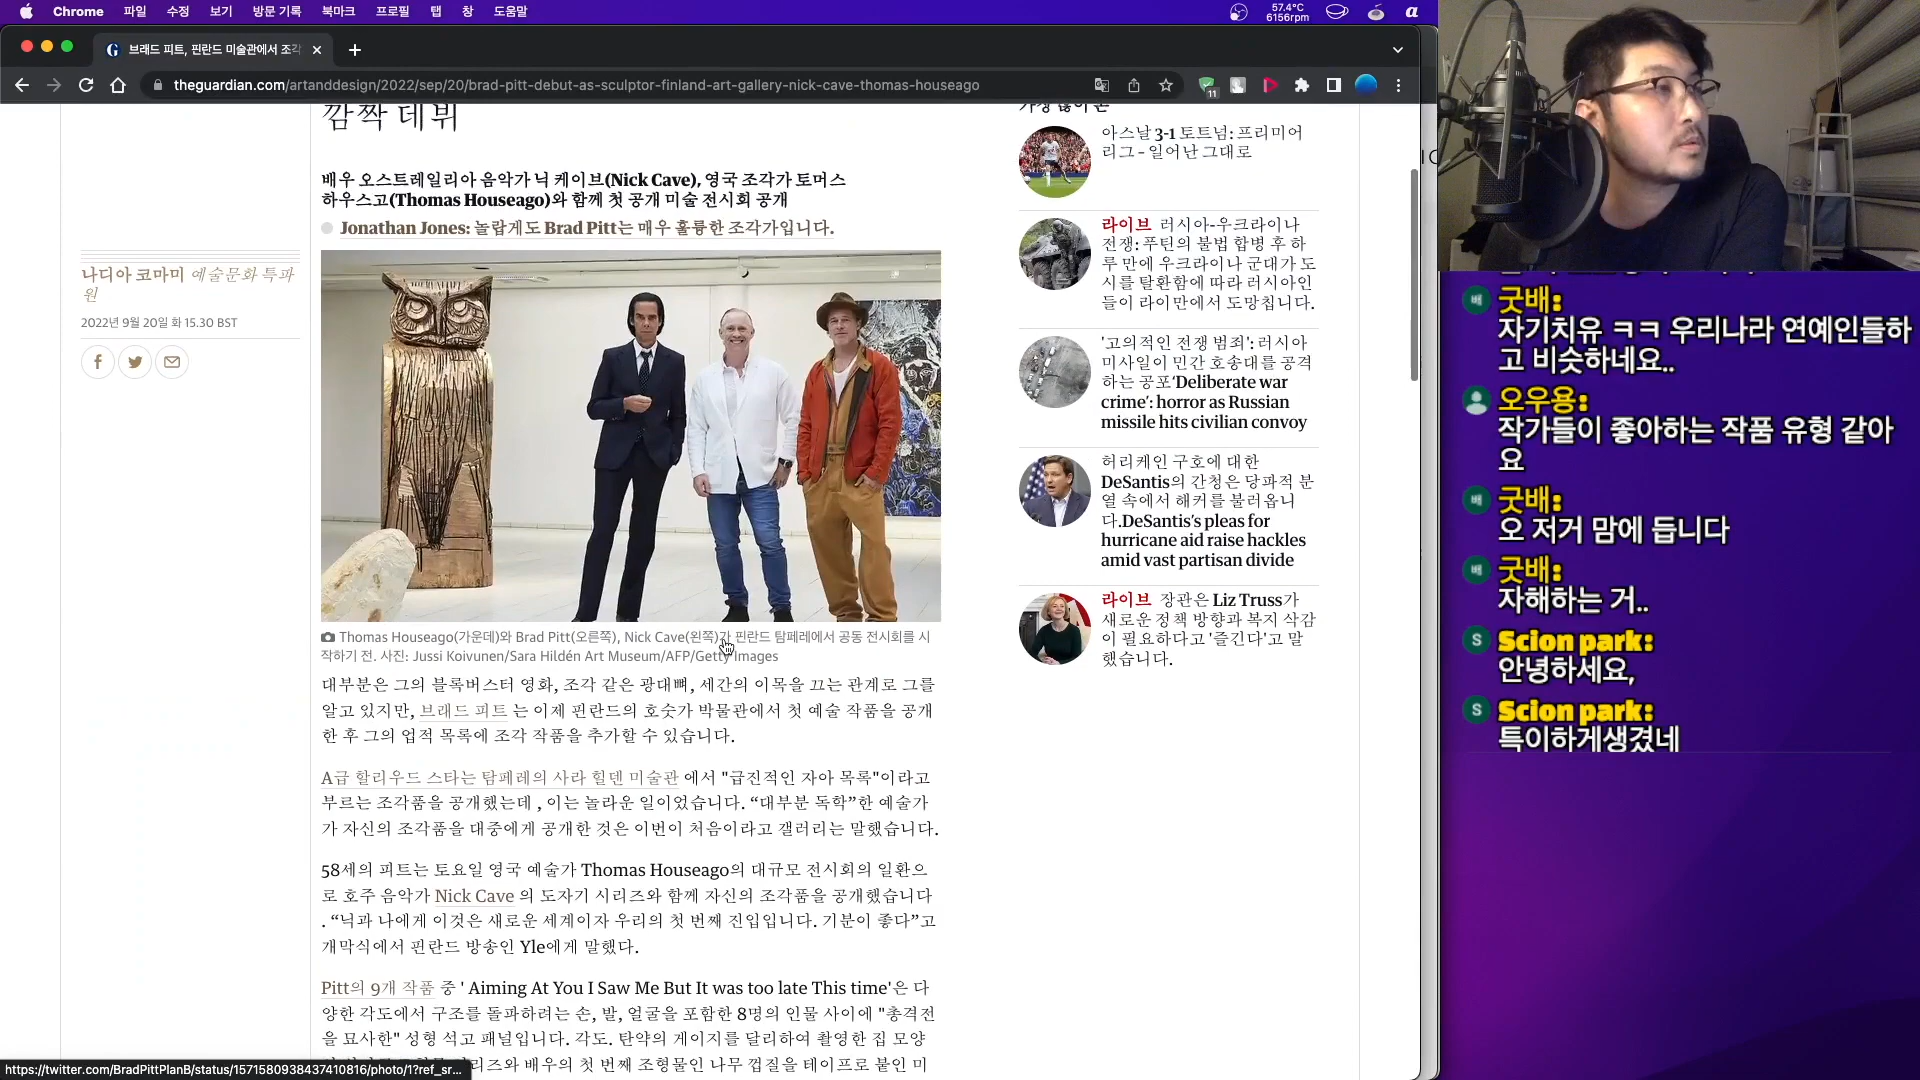 Chrome 파일 수정 보기 방문 기록 북마크 프로필 탭 창 도움말
57.4°C
6156rpm
브래드 피트, 핀란드 미술관에서 조각
theguardian.com/artanddesign/2022/sep/20/brad-pitt-debut-as-sculptor-finland-art-gallery-nick-cave-thomas-houseago
11
깜짝 데뷔
배우 오스트레일리아 음악가 닉 케이브(Nick Cave), 영국 조각가 토머스
하우스고(Thomas Houseago)와 함께 첫 공개 미술 전시회 공개
Jonathan Jones: 놀랍게도 Brad Pitt는 매우 훌륭한 조각가입니다.
나디아 코마미 예술문화 특파
원
2022년 9월 20일 화 15.30 BST
Thomas Houseago(가운데)와 Brad Pitt(오른쪽), Nick Cave(왼쪽)가 핀란드 탐페레에서 공동 전시회를 시
작하기 전. 사진: Jussi Koivunen/Sara Hildén Art Museum/AFP/Getty Images
대부분은 그의 블록버스터 영화, 조각 같은 광대뼈, 세간의 이목을 끄는 관계로 그를
알고 있지만, 브래드 피트 는 이제 핀란드의 호숫가 박물관에서 첫 예술 작품을 공개
한 후 그의 업적 목록에 조각 작품을 추가할 수 있습니다.
A급 할리우드 스타는 탐페레의 사라 힐덴 미술관 에서 "급진적인 자아 목록"이라고
부르는 조각품을 공개했는데 , 이는 놀라운 일이었습니다. “대부분 독학”한 예술가
가 자신의 조각품을 대중에게 공개한 것은 이번이 처음이라고 갤러리는 말했습니다.
58세의 피트는 토요일 영국 예술가 Thomas Houseago의 대규모 전시회의 일환으
로 호주 음악가 Nick Cave 의 도자기 시리즈와 함께 자신의 조각품을 공개했습니다
. “닉과 나에게 이것은 새로운 세계이자 우리의 첫 번째 진입입니다. 기분이 좋다”고
개막식에서 핀란드 방송인 Yle에게 말했다.
Pitt의 9개 작품 중 ' Aiming At You I Saw Me But It was too late This time'은 다
양한 각도에서 구조를 돌파하려는 손, 발, 얼굴을 포함한 8명의 인물 사이에 "총격전
을 묘사한" 성형 석고 패널입니다. 각도. 탄약의 게이지를 달리하여 촬영한 집 모양
리즈와 배우의 첫 번째 조형물인 나무 껍질을 테이프로 붙인 미
https://twitter.com/BradPittPlanB/status/1571580938437410816/photo/1?ref_sr...
가장 많이 본
아스날 3-1 토트넘: 프리미어
리그 – 일어난 그대로
라이브 러시아-우크라이나
전쟁: 푸틴의 불법 합병 후 하
루 만에 우크라이나 군대가 도
시를 탈환함에 따라 러시아인
들이 라이만에서 도망칩니다.
'고의적인 전쟁 범죄': 러시아
미사일이 민간 호송대를 공격
하는 공포‘Deliberate war
crime’: horror as Russian
missile hits civilian convoy
허리케인 구호에 대한
DeSantis의 간청은 당파적 분
열 속에서 해커를 불러옵니
다.DeSantis’s pleas for
hurricane aid raise hackles
amid vast partisan divide
라이브 장관은 Liz Truss가
새로운 정책 방향과 복지 삭감
이 필요하다고 '즐긴다'고 말
했습니다.
굿배:
자기치유 ㅋㅋ 우리나라 연예인들하
고 비슷하네요..
오우용:
작가들이 좋아하는 작품 유형 같아
요
굿배:
오 저거 맘에 듭니다
굿배:
자해하는 거..
Scion park:
안녕하세요,
Scion park:
특이하게생겼네